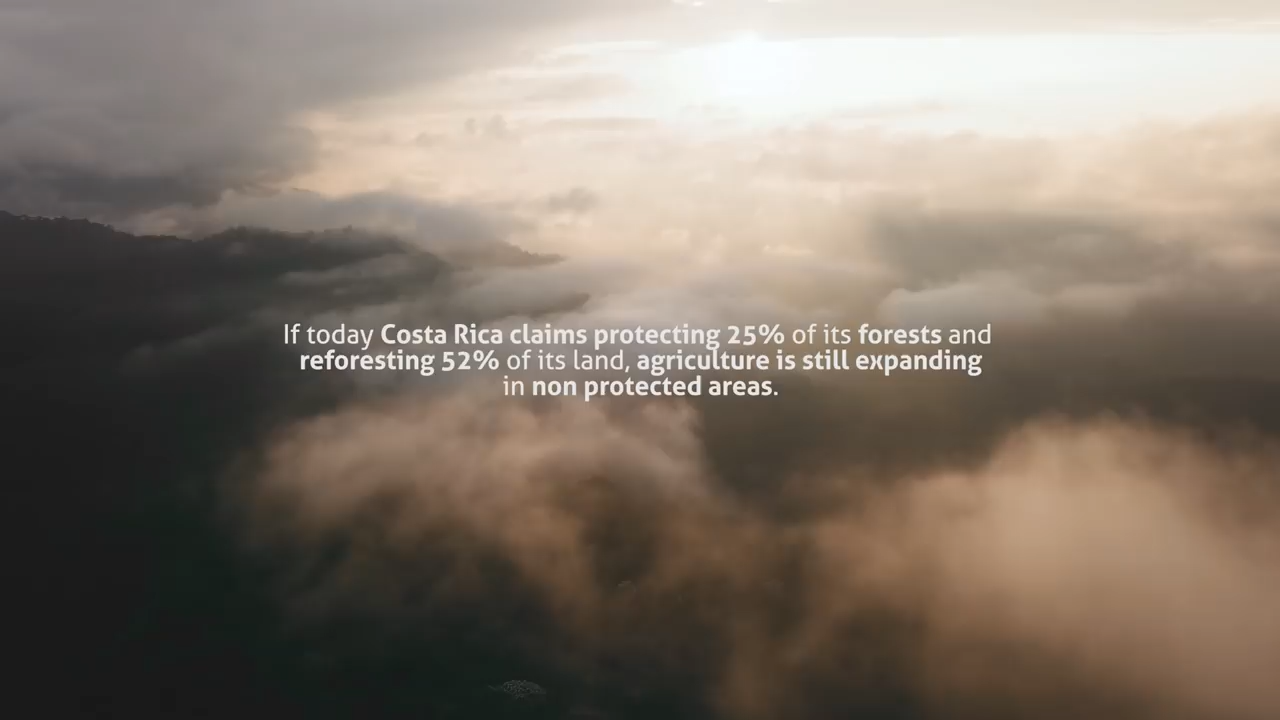 If today Costa Rica claims protecting 25% of its forests and
reforesting 52% of its land, agriculture is still expanding
in non protected areas.